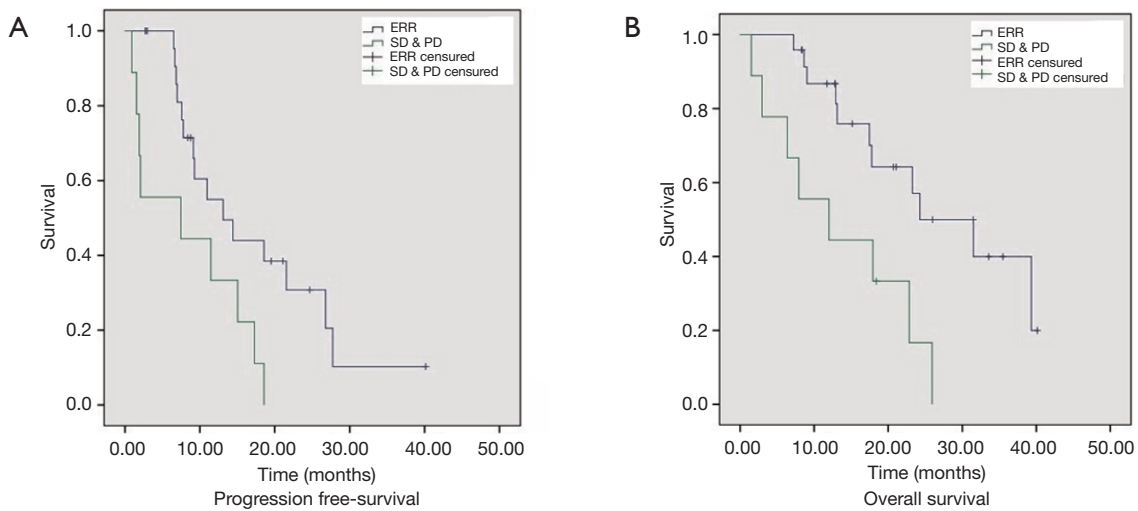 A
ERR
SD & PD
ERR censured
SD & PD censured
1.0
0.8
0.6
0.4
0.2
0.0
Survival
0.00 10.00 20.00 30.00 40.00 50.00
Time (months)
Progression free-survival
B
ERR
SD & PD
ERR censured
SD & PD censured
1.0
0.8
0.6
0.4
0.2
0.0
Survival
0.00 10.00 20.00 30.00 40.00 50.00
Time (months)
Overall survival